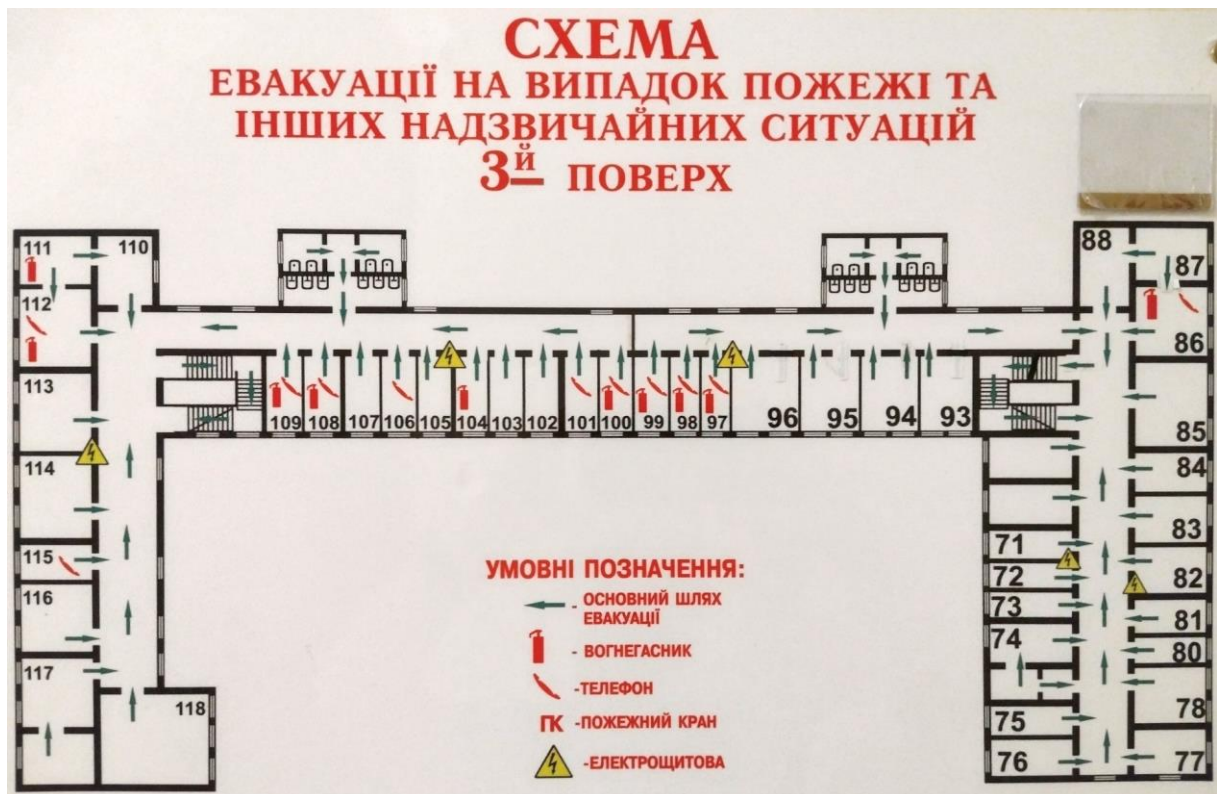 СХЕМА
ЕВАКУАЦІЇ НА ВИПАДОК ПОЖЕЖІ ТА
ІНШИХ НАДЗВИЧАЙНИХ СИТУАЦІЙ
3й ПОВЕРХ
111 110 88
87
112
86
113
109 108 107 106 105 104 103 102 101 100 99 98 97 96 95 94 93
85
114
84
83
115
71
116
72 82
73
81
74
80
117
118
78
75
76 77
УМОВНІ ПОЗНАЧЕННЯ:
- ОСНОВНИЙ ШЛЯХ
ЕВАКУАЦІЇ
- ВОГНЕГАСНИК
-ТЕЛЕФОН
ПК -ПОЖЕЖНИЙ КРАН
-ЕЛЕКТРОЩИТОВА